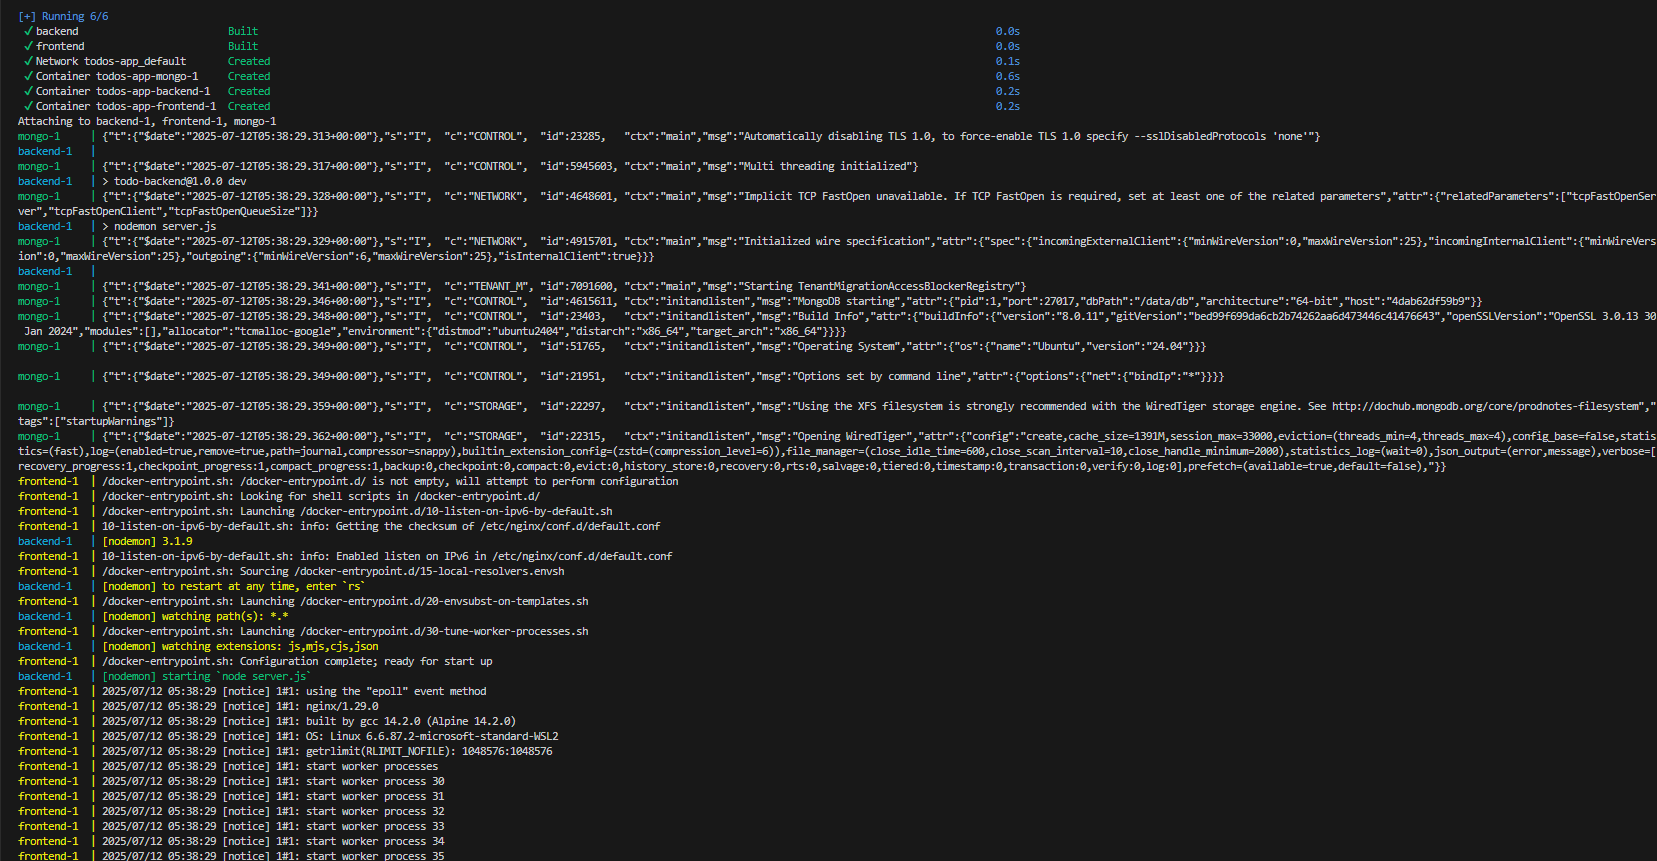 [+] Running 6/6
✔ backend Built 0.0s
✔ frontend Built 0.0s
✔ Network todos-app_default Created 0.1s
✔ Container todos-app-mongo-1 Created 0.6s
✔ Container todos-app-backend-1 Created 0.2s
✔ Container todos-app-frontend-1 Created 0.2s
Attaching to backend-1, frontend-1, mongo-1
mongo-1 | {"t":{"$date":"2025-07-12T05:38:29.313+00:00"},"s":"I", "c":"CONTROL", "id":23285, "ctx":"main","msg":"Automatically disabling TLS 1.0, to force-enable TLS 1.0 specify --sslDisabledProtocols 'none'"}
backend-1 |
mongo-1 | {"t":{"$date":"2025-07-12T05:38:29.317+00:00"},"s":"I", "c":"CONTROL", "id":5945603, "ctx":"main","msg":"Multi threading initialized"}
backend-1 | > todo-backend@1.0.0 dev
mongo-1 | {"t":{"$date":"2025-07-12T05:38:29.328+00:00"},"s":"I", "c":"NETWORK", "id":4648601, "ctx":"main","msg":"Implicit TCP FastOpen unavailable. If TCP FastOpen is required, set at least one of the related parameters","attr":{"relatedParameters":["tcpFastOpenSer
ver","tcpFastOpenClient","tcpFastOpenQueueSize"]}}
backend-1 | > nodemon server.js
mongo-1 | {"t":{"$date":"2025-07-12T05:38:29.329+00:00"},"s":"I", "c":"NETWORK", "id":4915701, "ctx":"main","msg":"Initialized wire specification","attr":{"spec":{"incomingExternalClient":{"minWireVersion":0,"maxWireVersion":25},"incomingInternalClient":{"minWireVers
ion":0,"maxWireVersion":25},"outgoing":{"minWireVersion":6,"maxWireVersion":25},"isInternalClient":true}}}
backend-1 |
mongo-1 | {"t":{"$date":"2025-07-12T05:38:29.341+00:00"},"s":"I", "c":"TENANT_M", "id":7091600, "ctx":"main","msg":"Starting TenantMigrationAccessBlockerRegistry"}
mongo-1 | {"t":{"$date":"2025-07-12T05:38:29.346+00:00"},"s":"I", "c":"CONTROL", "id":4615611, "ctx":"initandlisten","msg":"MongoDB starting","attr":{"pid":1,"port":27017,"dbPath":"/data/db","architecture":"64-bit","host":"4dab62df59b9"}}
mongo-1 | {"t":{"$date":"2025-07-12T05:38:29.348+00:00"},"s":"I", "c":"CONTROL", "id":23403, "ctx":"initandlisten","msg":"Build Info","attr":{"buildInfo":{"version":"8.0.11","gitVersion":"bed99f699da6cb2b74262aa6d473446c41476643","openSSLVersion":"OpenSSL 3.0.13 30
Jan 2024","modules":[],"allocator":"tcmalloc-google","environment":{"distmod":"ubuntu2404","distarch":"x86_64","target_arch":"x86_64"}}}}
mongo-1 | {"t":{"$date":"2025-07-12T05:38:29.349+00:00"},"s":"I", "c":"CONTROL", "id":51765, "ctx":"initandlisten","msg":"Operating System","attr":{"os":{"name":"Ubuntu","version":"24.04"}}}
mongo-1 | {"t":{"$date":"2025-07-12T05:38:29.349+00:00"},"s":"I", "c":"CONTROL", "id":21951, "ctx":"initandlisten","msg":"Options set by command line","attr":{"options":{"net":{"bindIp":"*"}}}}
mongo-1 | {"t":{"$date":"2025-07-12T05:38:29.359+00:00"},"s":"I", "c":"STORAGE", "id":22297, "ctx":"initandlisten","msg":"Using the XFS filesystem is strongly recommended with the WiredTiger storage engine. See http://dochub.mongodb.org/core/prodnotes-filesystem","
tags":["startupWarnings"]}
mongo-1 | {"t":{"$date":"2025-07-12T05:38:29.362+00:00"},"s":"I", "c":"STORAGE", "id":22315, "ctx":"initandlisten","msg":"Opening WiredTiger","attr":{"config":"create,cache_size=1391M,session_max=33000,eviction=(threads_min=4,threads_max=4),config_base=false,statis
tics=(fast),log=(enabled=true,remove=true,path=journal,compressor=snappy),builtin_extension_config=(zstd=(compression_level=6)),file_manager=(close_idle_time=600,close_scan_interval=10,close_handle_minimum=2000),statistics_log=(wait=0),json_output=(error,message),verbose=[
recovery_progress:1,checkpoint_progress:1,compact_progress:1,backup:0,checkpoint:0,compact:0,evict:0,history_store:0,recovery:0,rts:0,salvage:0,tiered:0,timestamp:0,transaction:0,verify:0,log:0],prefetch=(available=true,default=false),"}}
frontend-1 | /docker-entrypoint.sh: /docker-entrypoint.d/ is not empty, will attempt to perform configuration
frontend-1 | /docker-entrypoint.sh: Looking for shell scripts in /docker-entrypoint.d/
frontend-1 | /docker-entrypoint.sh: Launching /docker-entrypoint.d/10-listen-on-ipv6-by-default.sh
frontend-1 | 10-listen-on-ipv6-by-default.sh: info: Getting the checksum of /etc/nginx/conf.d/default.conf
backend-1 | [nodemon] 3.1.9
frontend-1 | 10-listen-on-ipv6-by-default.sh: info: Enabled listen on IPv6 in /etc/nginx/conf.d/default.conf
frontend-1 | /docker-entrypoint.sh: Sourcing /docker-entrypoint.d/15-local-resolvers.envsh
backend-1 | [nodemon] to restart at any time, enter `rs`
frontend-1 | /docker-entrypoint.sh: Launching /docker-entrypoint.d/20-envsubst-on-templates.sh
backend-1 | [nodemon] watching path(s): *.*
frontend-1 | /docker-entrypoint.sh: Launching /docker-entrypoint.d/30-tune-worker-processes.sh
backend-1 | [nodemon] watching extensions: js,mjs,cjs,json
frontend-1 | /docker-entrypoint.sh: Configuration complete; ready for start up
backend-1 | [nodemon] starting `node server.js`
frontend-1 | 2025/07/12 05:38:29 [notice] 1#1: using the "epoll" event method
frontend-1 | 2025/07/12 05:38:29 [notice] 1#1: nginx/1.29.0
frontend-1 | 2025/07/12 05:38:29 [notice] 1#1: built by gcc 14.2.0 (Alpine 14.2.0)
frontend-1 | 2025/07/12 05:38:29 [notice] 1#1: OS: Linux 6.6.87.2-microsoft-standard-WSL2
frontend-1 | 2025/07/12 05:38:29 [notice] 1#1: getrlimit(RLIMIT_NOFILE): 1048576:1048576
frontend-1 | 2025/07/12 05:38:29 [notice] 1#1: start worker processes
frontend-1 | 2025/07/12 05:38:29 [notice] 1#1: start worker process 30
frontend-1 | 2025/07/12 05:38:29 [notice] 1#1: start worker process 31
frontend-1 | 2025/07/12 05:38:29 [notice] 1#1: start worker process 32
frontend-1 | 2025/07/12 05:38:29 [notice] 1#1: start worker process 33
frontend-1 | 2025/07/12 05:38:29 [notice] 1#1: start worker process 34
frontend-1 | 2025/07/12 05:38:29 [notice] 1#1: start worker process 35